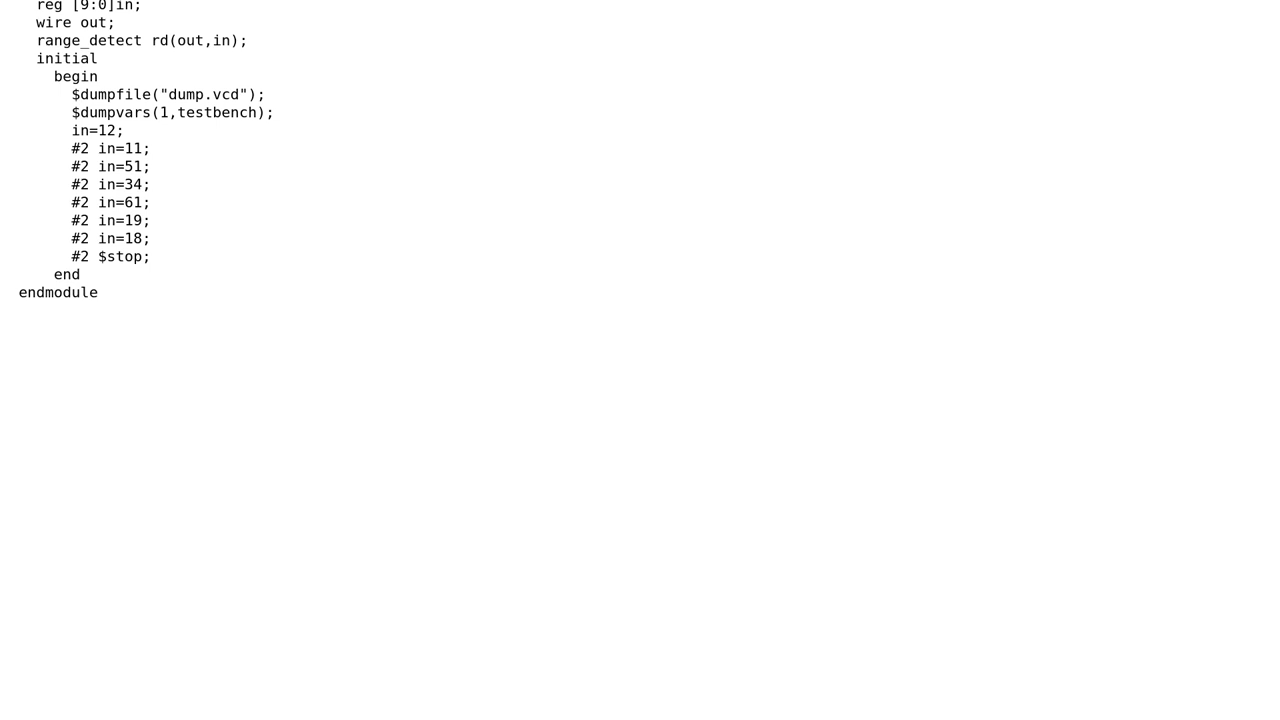 reg [9:0]in;
wire out;
range_detect rd(out,in);
initial
begin
$dumpfile("dump.vcd");
$dumpvars(1,testbench);
in=12;
#2 in=11;
#2 in=51;
#2 in=34;
#2 in=61;
#2 in=19;
#2 in=18;
#2 $stop;
end
endmodule